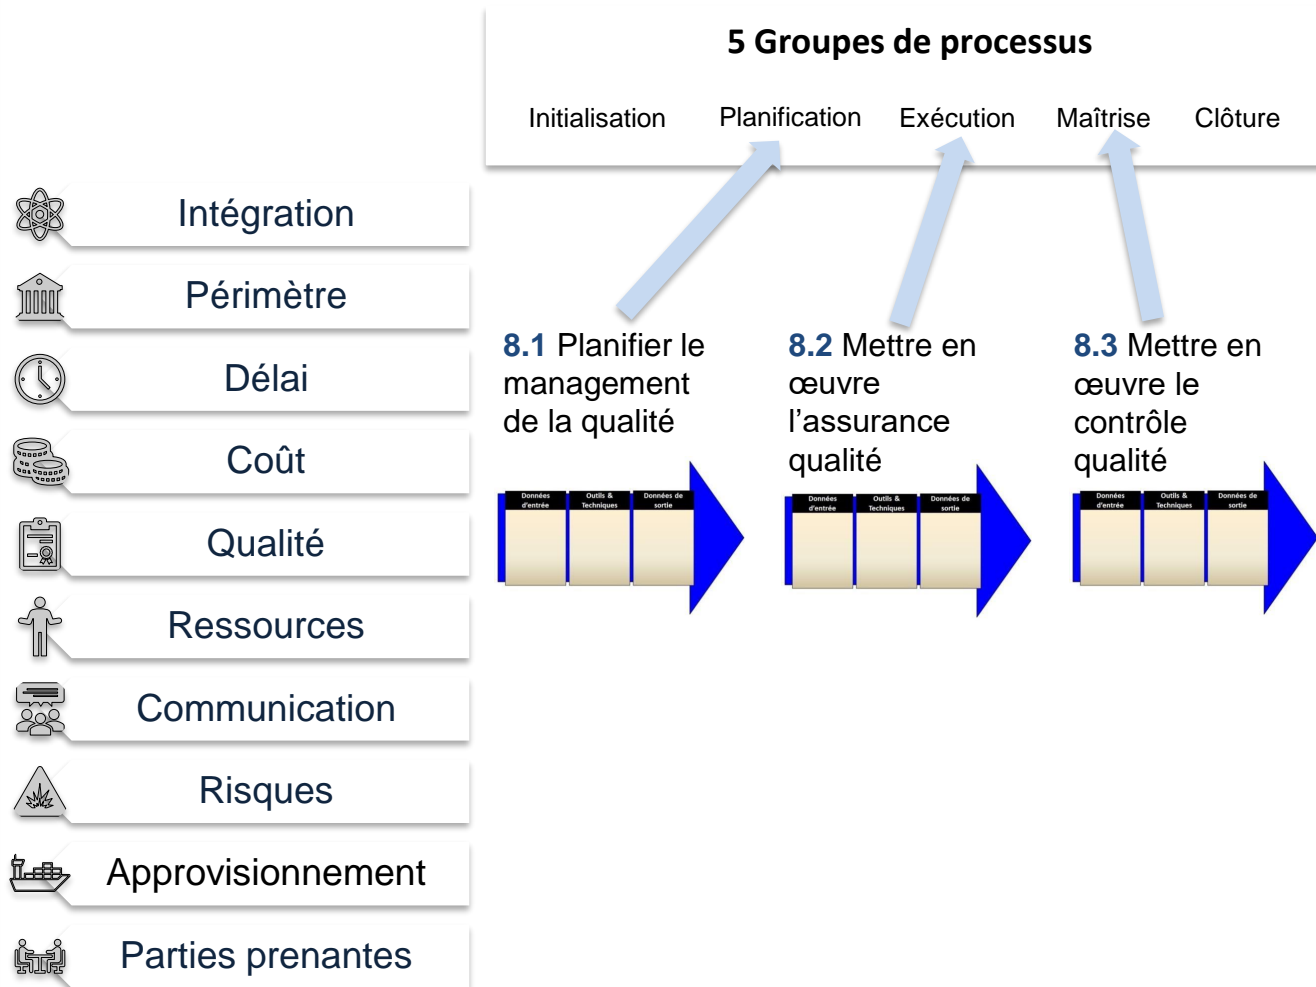 5 Groupes de processus
Initialisation Planification Exécution Maîtrise Clôture
Intégration
Périmètre
Délai
Coût
Qualité
Ressources
Communication
Risques
Approvisionnement
Parties prenantes
8.1 Planifier le
management
de la qualité
Données
d'entrée
Outils &
Techniques
Données de
sortie
8.2 Mettre en
œuvre
l’assurance
qualité
Données
d'entrée
Outils &
Techniques
Données de
sortie
8.3 Mettre en
œuvre le
contrôle
qualité
Données
d'entrée
Outils &
Techniques
Données de
sortie